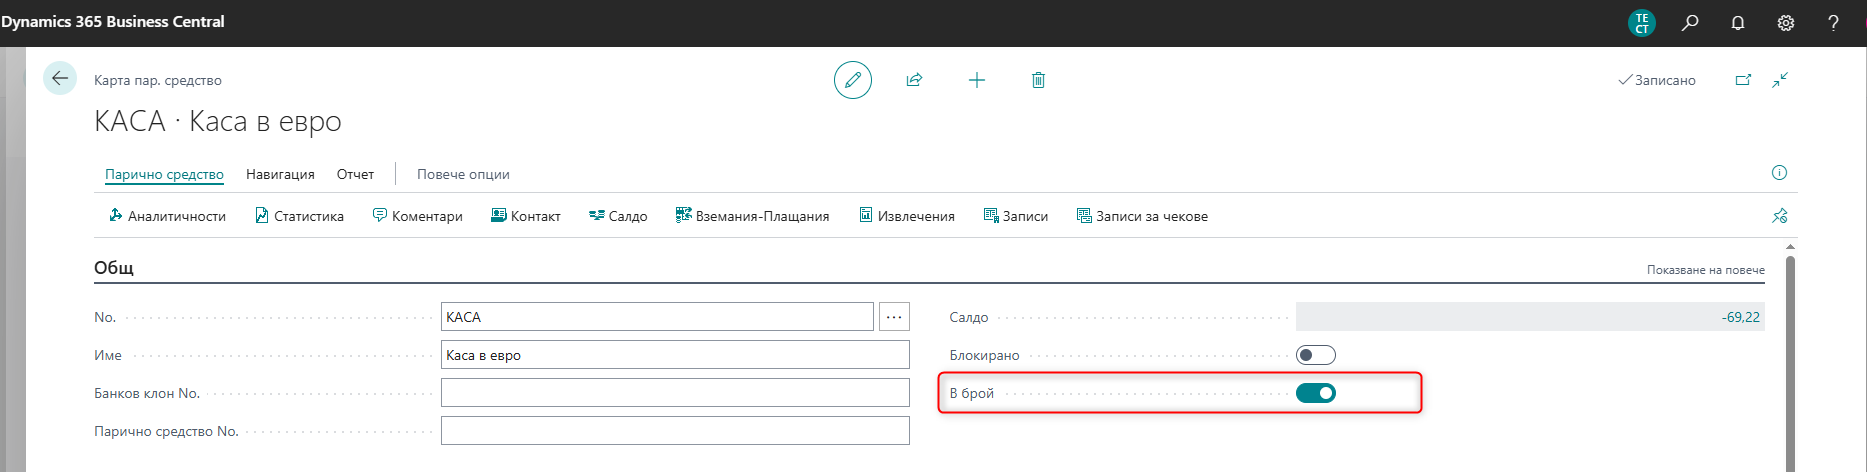 Dynamics 365 Business Central
ТЕ
СТ
?
Карта пар. средство
Записано
КАСА · Каса в евро
Парично средство Навигация Отчет Повече опции
Аналитичности Статистика Коментари Контакт Салдо Вземания-Плащания Извлечения Записи Записи за чекове
Общ
Показване на повече
No. КАСА ...
Салдо -69,22
Име Каса в евро
Блокирано
Банков клон No.
В брой
Парично средство No.